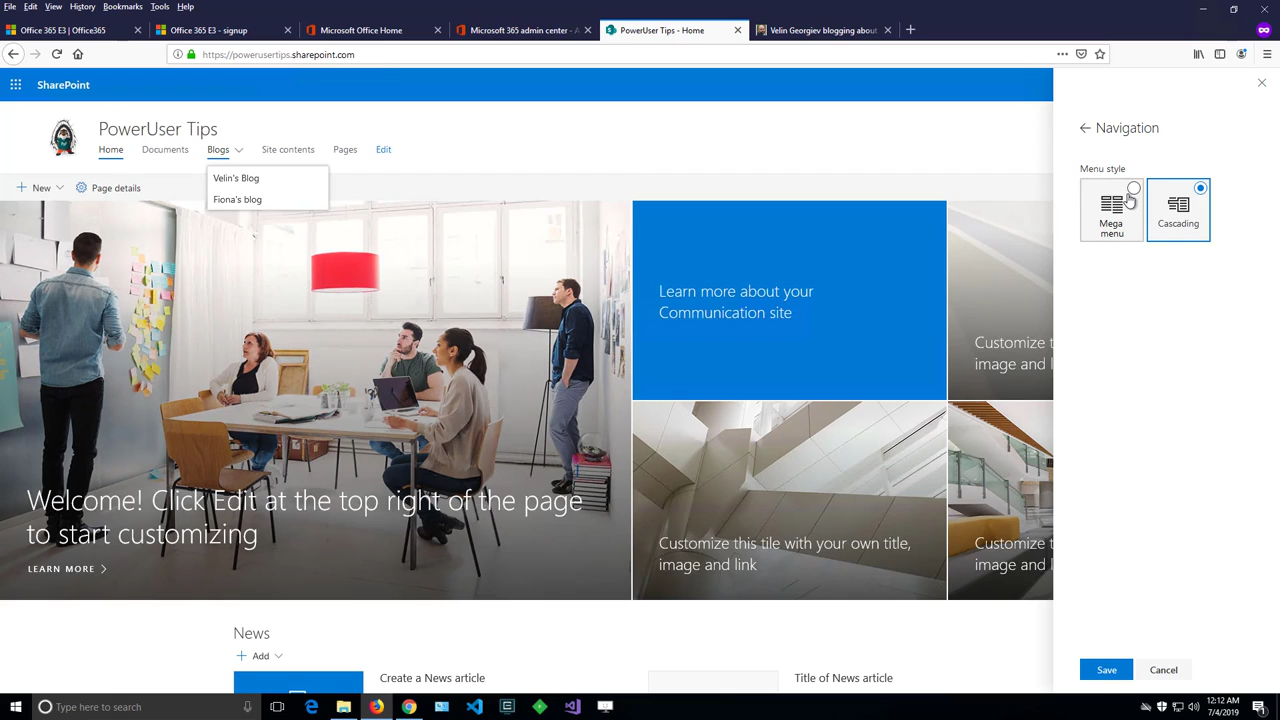 File Edit View History Bookmarks Tools Help
Office 365 E3 | Office365
Office 365 E3 - signup
Microsoft Office Home
Microsoft 365 admin center - A
PowerUser Tips - Home
Velin Georgiev blogging about
https://powerusertips.sharepoint.com
SharePoint
PowerUser Tips
Home Documents Blogs Site contents Pages Edit
Velin's Blog
Fiona's blog
New Page details
Navigation
Menu style
Mega
menu
Cascading
Learn more about your
Communication site
Customize t
image and l
Welcome! Click Edit at the top right of the page
to start customizing
LEARN MORE
Customize this tile with your own title,
image and link
Customize t
image and l
News
Add
Create a News article
Title of News article
Save Cancel
Type here to search
12:12 AM
7/4/2019